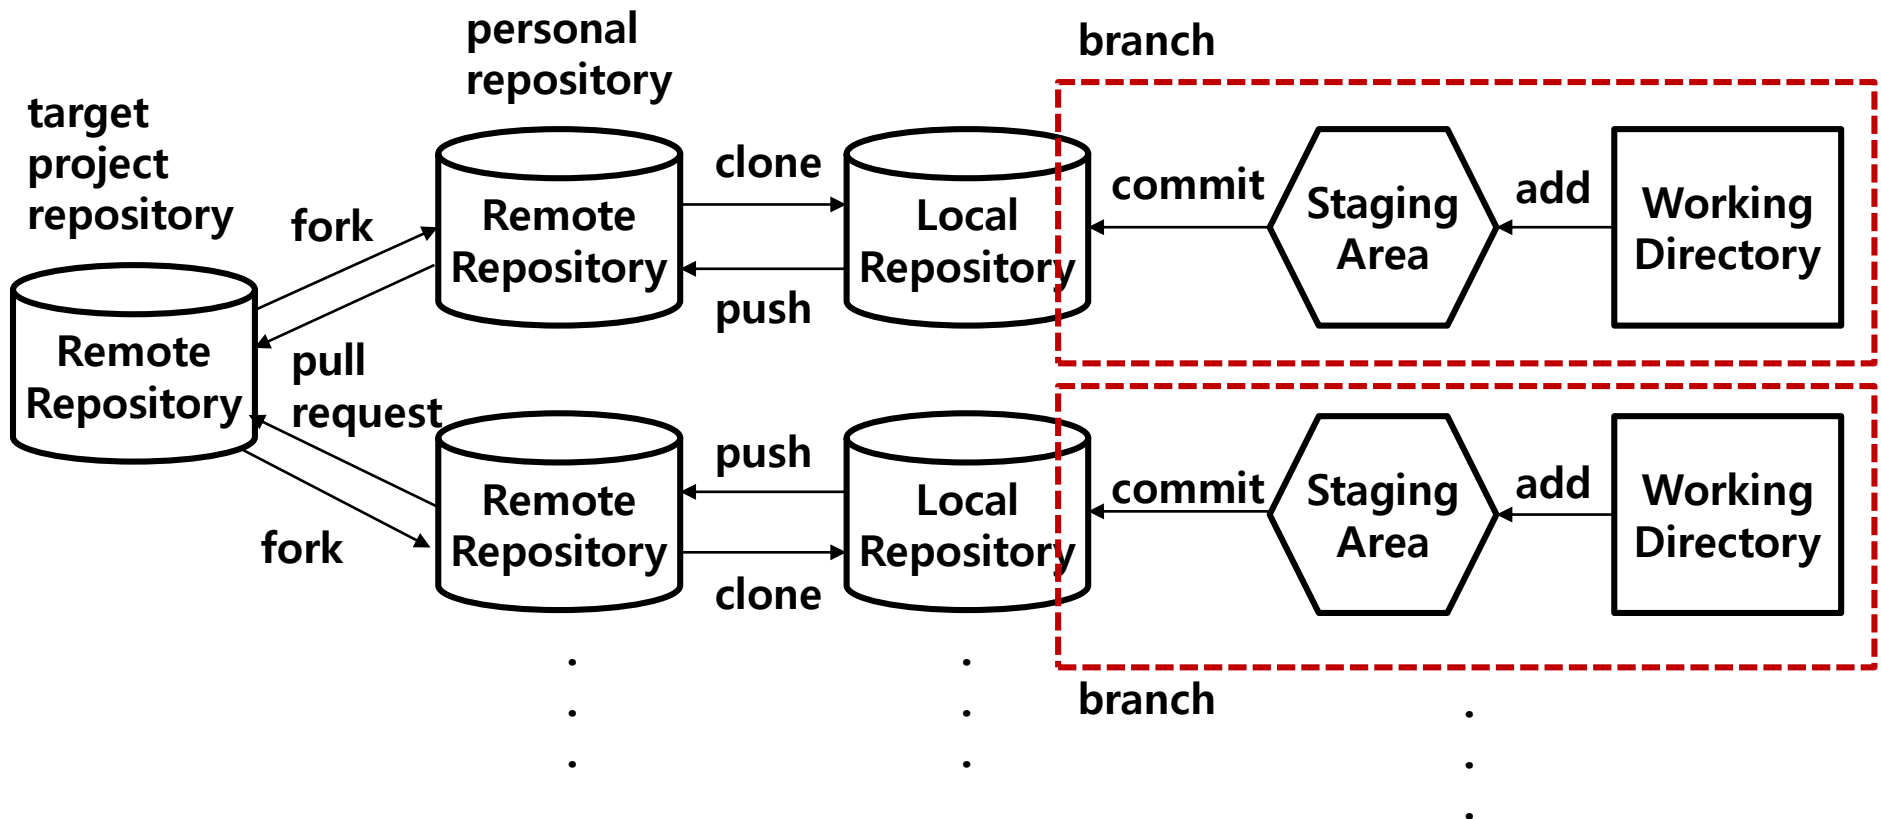 personal
repository
branch
target
project
repository
fork
clone
commit
add
Remote
Repository
Local
Repository
Staging
Area
Working
Directory
push
Remote
Repository
pull
request
push
commit
add
Remote
Repository
Local
Repository
Staging
Area
Working
Directory
fork
clone
branch